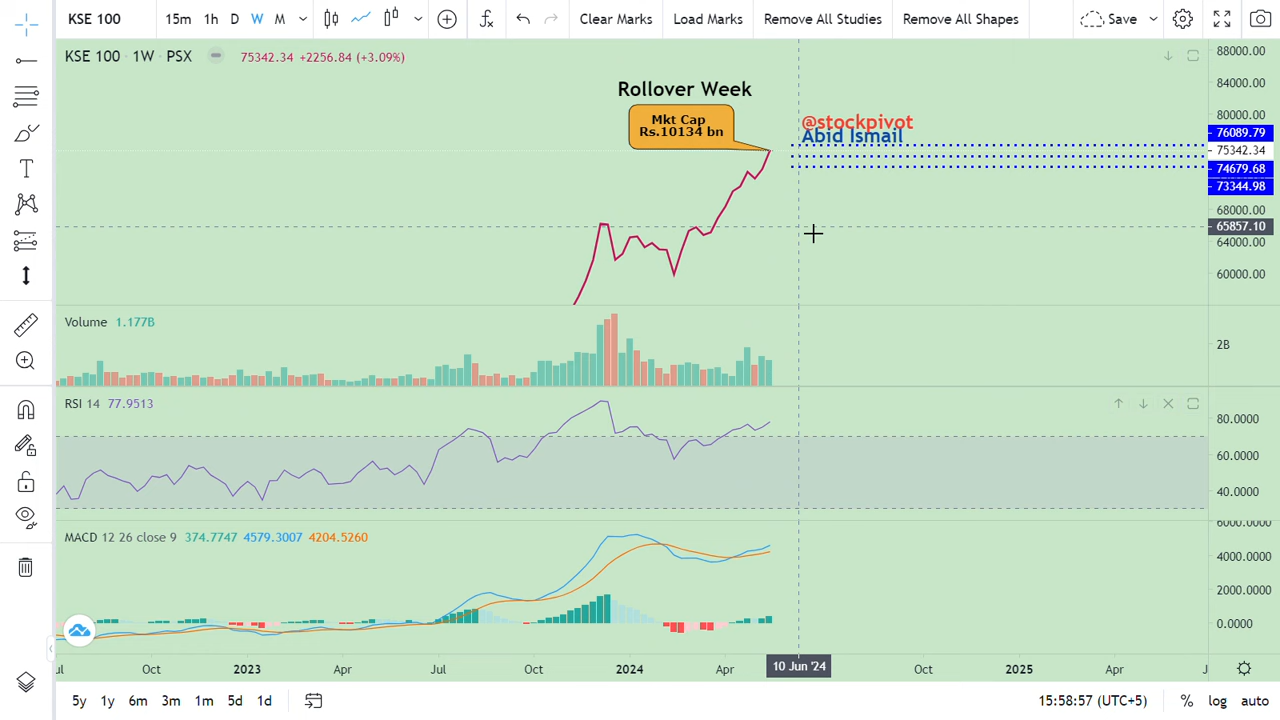 KSE 100
15m 1h D W M
Clear Marks
Load Marks
Remove All Studies
Remove All Shapes
Save
KSE 100 1W PSX
75342.34 +2256.84 (+3.09%)
Rollover Week
Mkt Cap
Rs.10134 bn
@stockpivot
Abid Ismail
88000.00
84000.00
80000.00
76089.79
75342.34
74679.68
73344.98
68000.00
65857.10
64000.00
60000.00
Volume 1.177B
2B
RSI 14 77.9513
80.0000
60.0000
40.0000
MACD 12 26 close 9 374.7747 4579.3007 4204.5260
6000.0000
4000.0000
2000.0000
0.0000
Oct 2023 Apr Jul Oct 2024 Apr 10 Jun '24 Oct 2025 Apr
5y 1y 6m 3m 1m 5d 1d
15:58:57 (UTC+5) % log auto